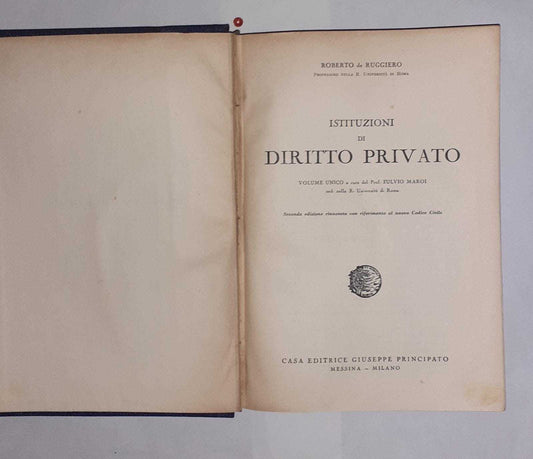 ROBERTO de RUGGIERO
PROFESSORE NELLA R. UNIVERSITÀ DI ROMA
ISTITUZIONI
DI
DIRITTO PRIVATO
VOLUME UNICO a cura del Prof. FULVIO MAROI
ord. nella R. Università di Roma
Seconda edizione rinnovata con riferimento al nuovo Codice Civile
CASA EDITRICE GIUSEPPE PRINCIPATO
MESSINA - MILANO